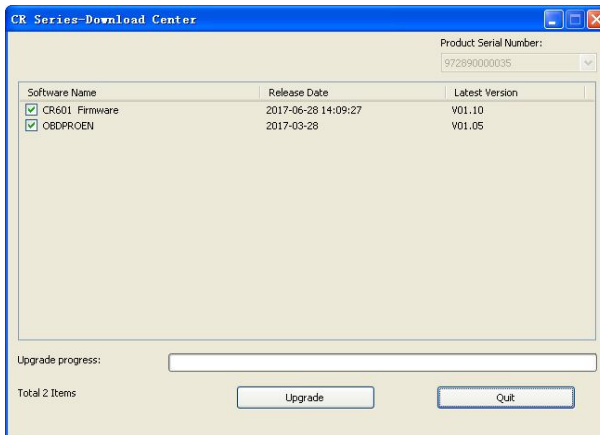 CR Series-Download Center
Product Serial Number:
972890000035
Software Name Release Date Latest Version
CR601 Firmware 2017-06-28 14:09:27 V01.10
OBDPROEN 2017-03-28 V01.05
Upgrade progress:
Total 2 Items Upgrade Quit